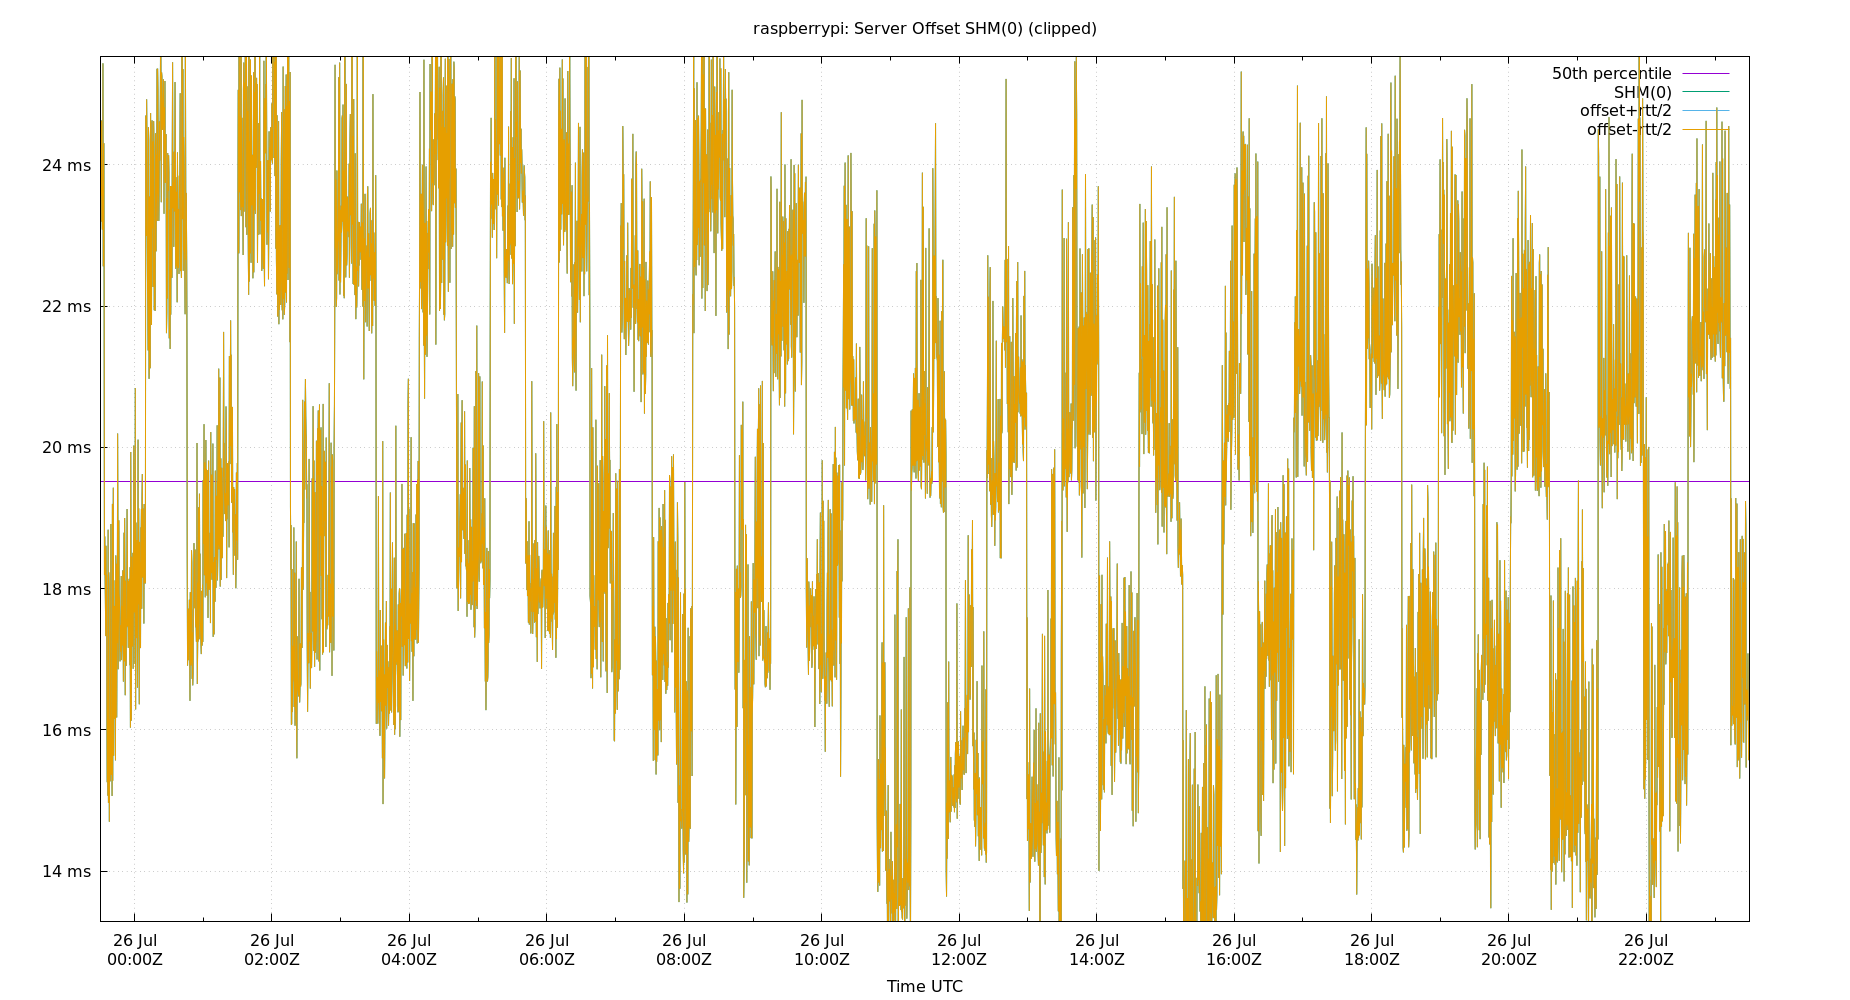 raspberrypi: Server Offset SHM(0) (clipped)
50th percentile
SHM(0)
offset+rtt/2
offset-rtt/2
24 ms
22 ms
20 ms
18 ms
16 ms
14 ms
26 Jul 26 Jul 26 Jul 26 Jul 26 Jul 26 Jul 26 Jul 26 Jul 26 Jul 26 Jul 26 Jul 26 Jul
00:00Z 02:00Z 04:00Z 06:00Z 08:00Z 10:00Z 12:00Z 14:00Z 16:00Z 18:00Z 20:00Z 22:00Z
Time UTC